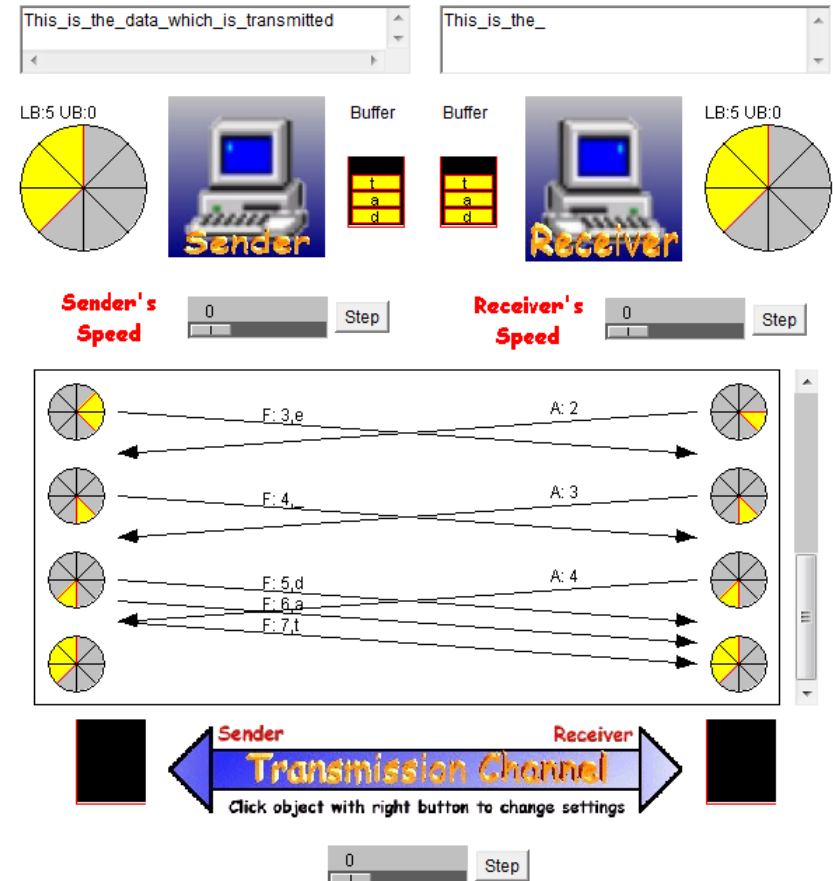 This_is_the_data_which_is_transmitted
This_is_the_
LB:5 UB:0
Buffer
Buffer
LB:5 UB:0
t
a
d
t
a
d
Sender
Receiver
Sender's
Speed
0
Step
Receiver's
Speed
0
Step
F: 3,e
A: 2
F: 4,_
A: 3
F: 5,d
A: 4
F: 6,a
F: 7,t
Sender
Receiver
Transmission Channel
Click object with right button to change settings
0
Step